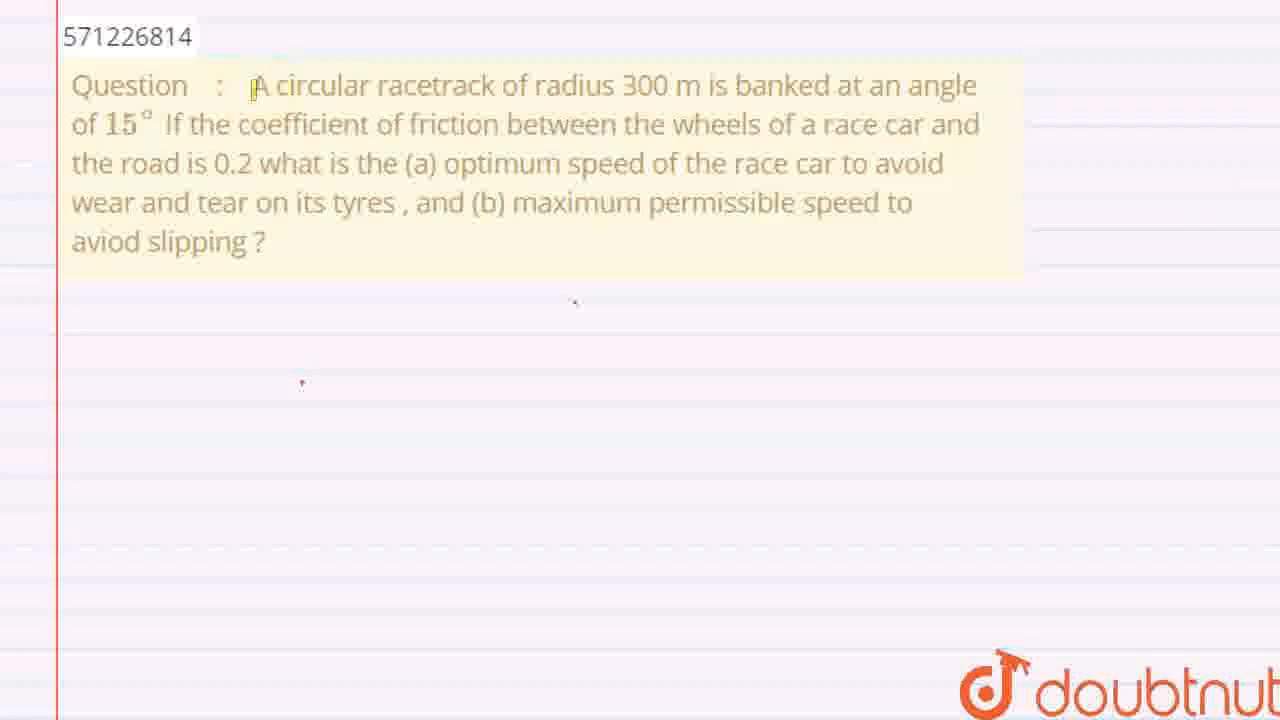 571226814
Question : A circular racetrack of radius 300 m is banked at an angle
of 15° If the coefficient of friction between the wheels of a race car and
the road is 0.2 what is the (a) optimum speed of the race car to avoid
wear and tear on its tyres , and (b) maximum permissible speed to
aviod slipping ?
doubtnut